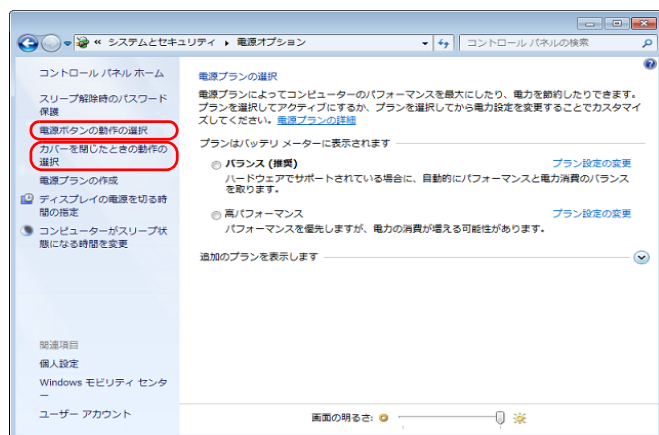 « システムとセキュリティ ▸ 電源オプション
コントロール パネルの検索
コントロール パネル ホーム
スリープ解除時のパスワード
保護
電源ボタンの動作の選択
カバーを閉じたときの動作の
選択
電源プランの作成
ディスプレイの電源を切る時
間の指定
コンピューターがスリープ状
態になる時間を変更
関連項目
個人設定
Windows モビリティ センタ
ー
ユーザー アカウント
電源プランの選択
電源プランによってコンピューターのパフォーマンスを最大にしたり、電力を節約したりできます。
プランを選択してアクティブにするか、プランを選択してから電力設定を変更することでカスタマイ
ズしてください。電源プランの詳細
プランはバッテリ メーターに表示されます
バランス (推奨) プラン設定の変更
ハードウェアでサポートされている場合に、自動的にパフォーマンスと電力消費のバランス
を取ります。
高パフォーマンス プラン設定の変更
パフォーマンスを優先しますが、電力の消費が増える可能性があります。
追加のプランを表示します
画面の明るさ: